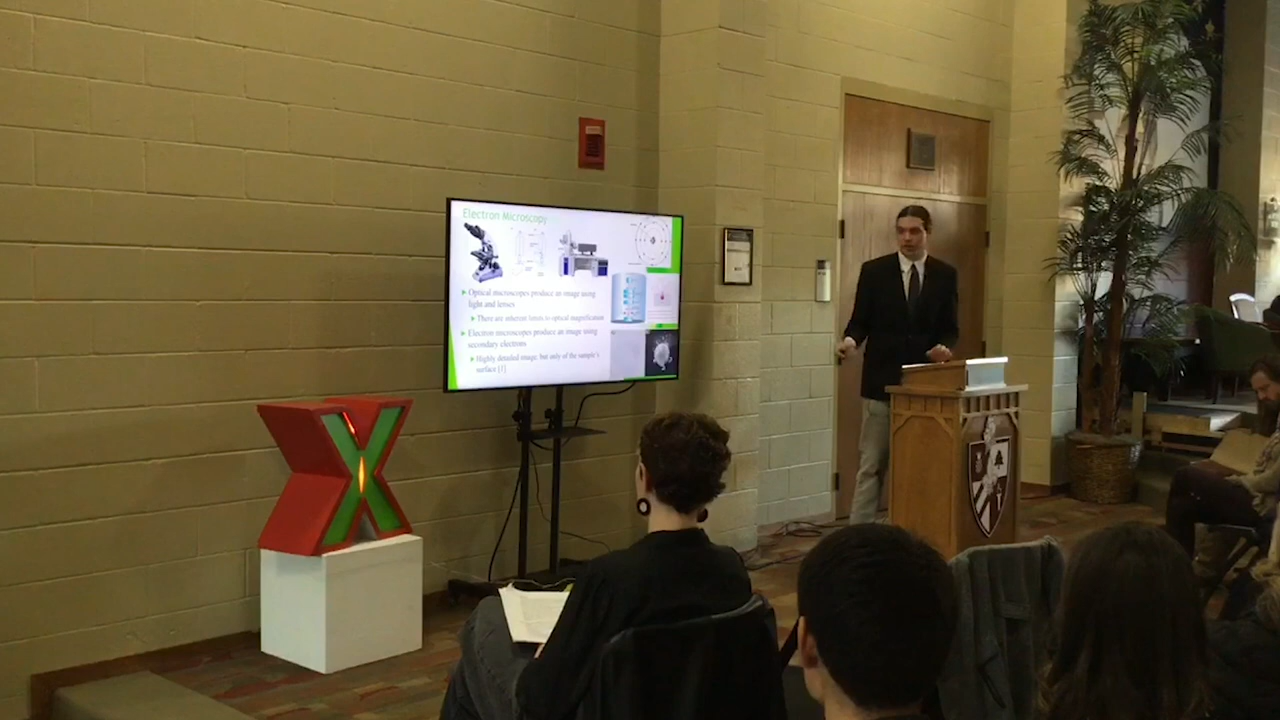 Electron Microscopy
Optical microscopes produce an image using
light and lenses
There are inherent limits to optical magnification
Electron microscopes produce an image using
secondary electrons
Highly detailed image, but only of the sample's
surface [1]
X